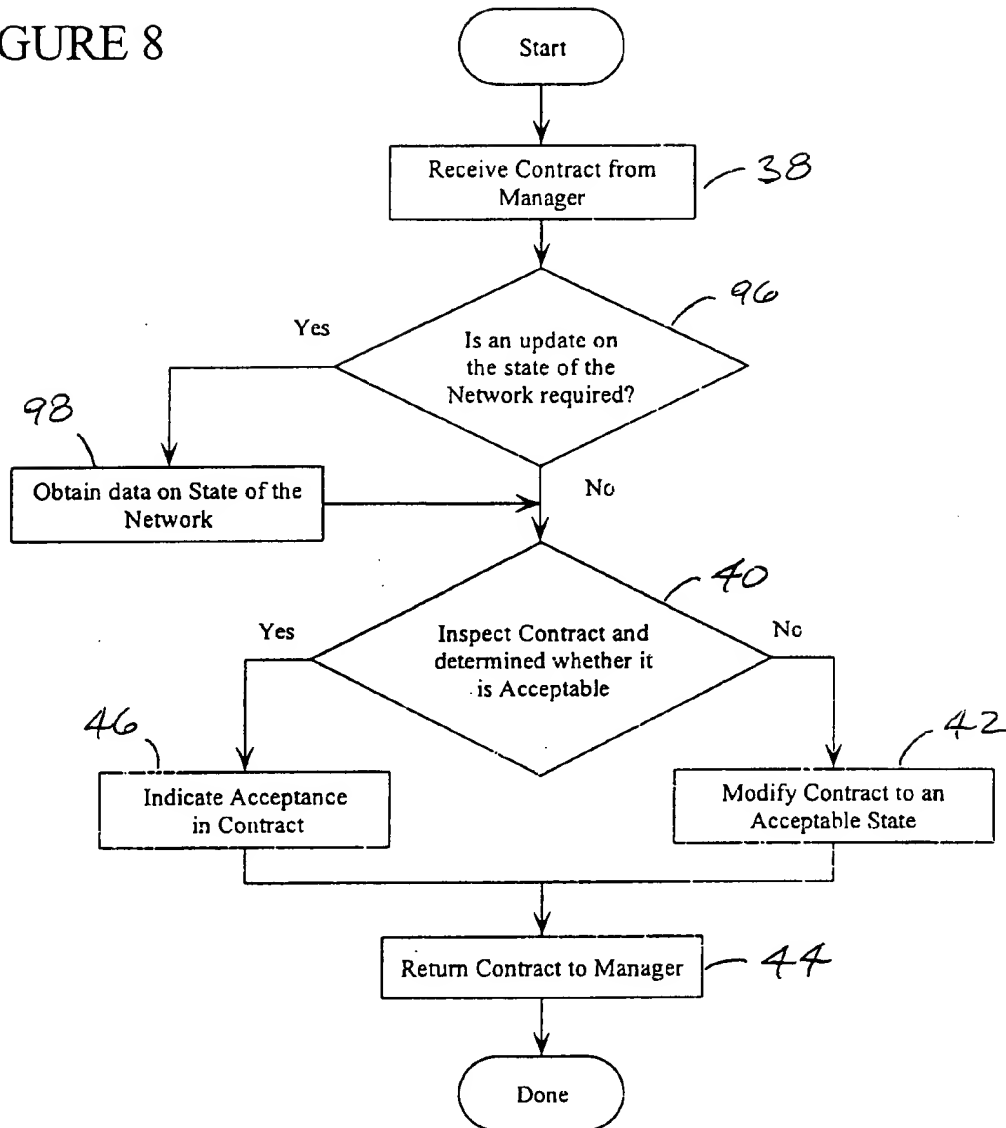 GURE 8
Start
Receive Contract from
Manager
38
96
Yes
Is an update on
the state of the
Network required?
98
Obtain data on State of the
Network
No
40
Yes
Inspect Contract and
determined whether it
is Acceptable
No
46
42
Indicate Acceptance
in Contract
Modify Contract to an
Acceptable State
Return Contract to Manager
44
Done